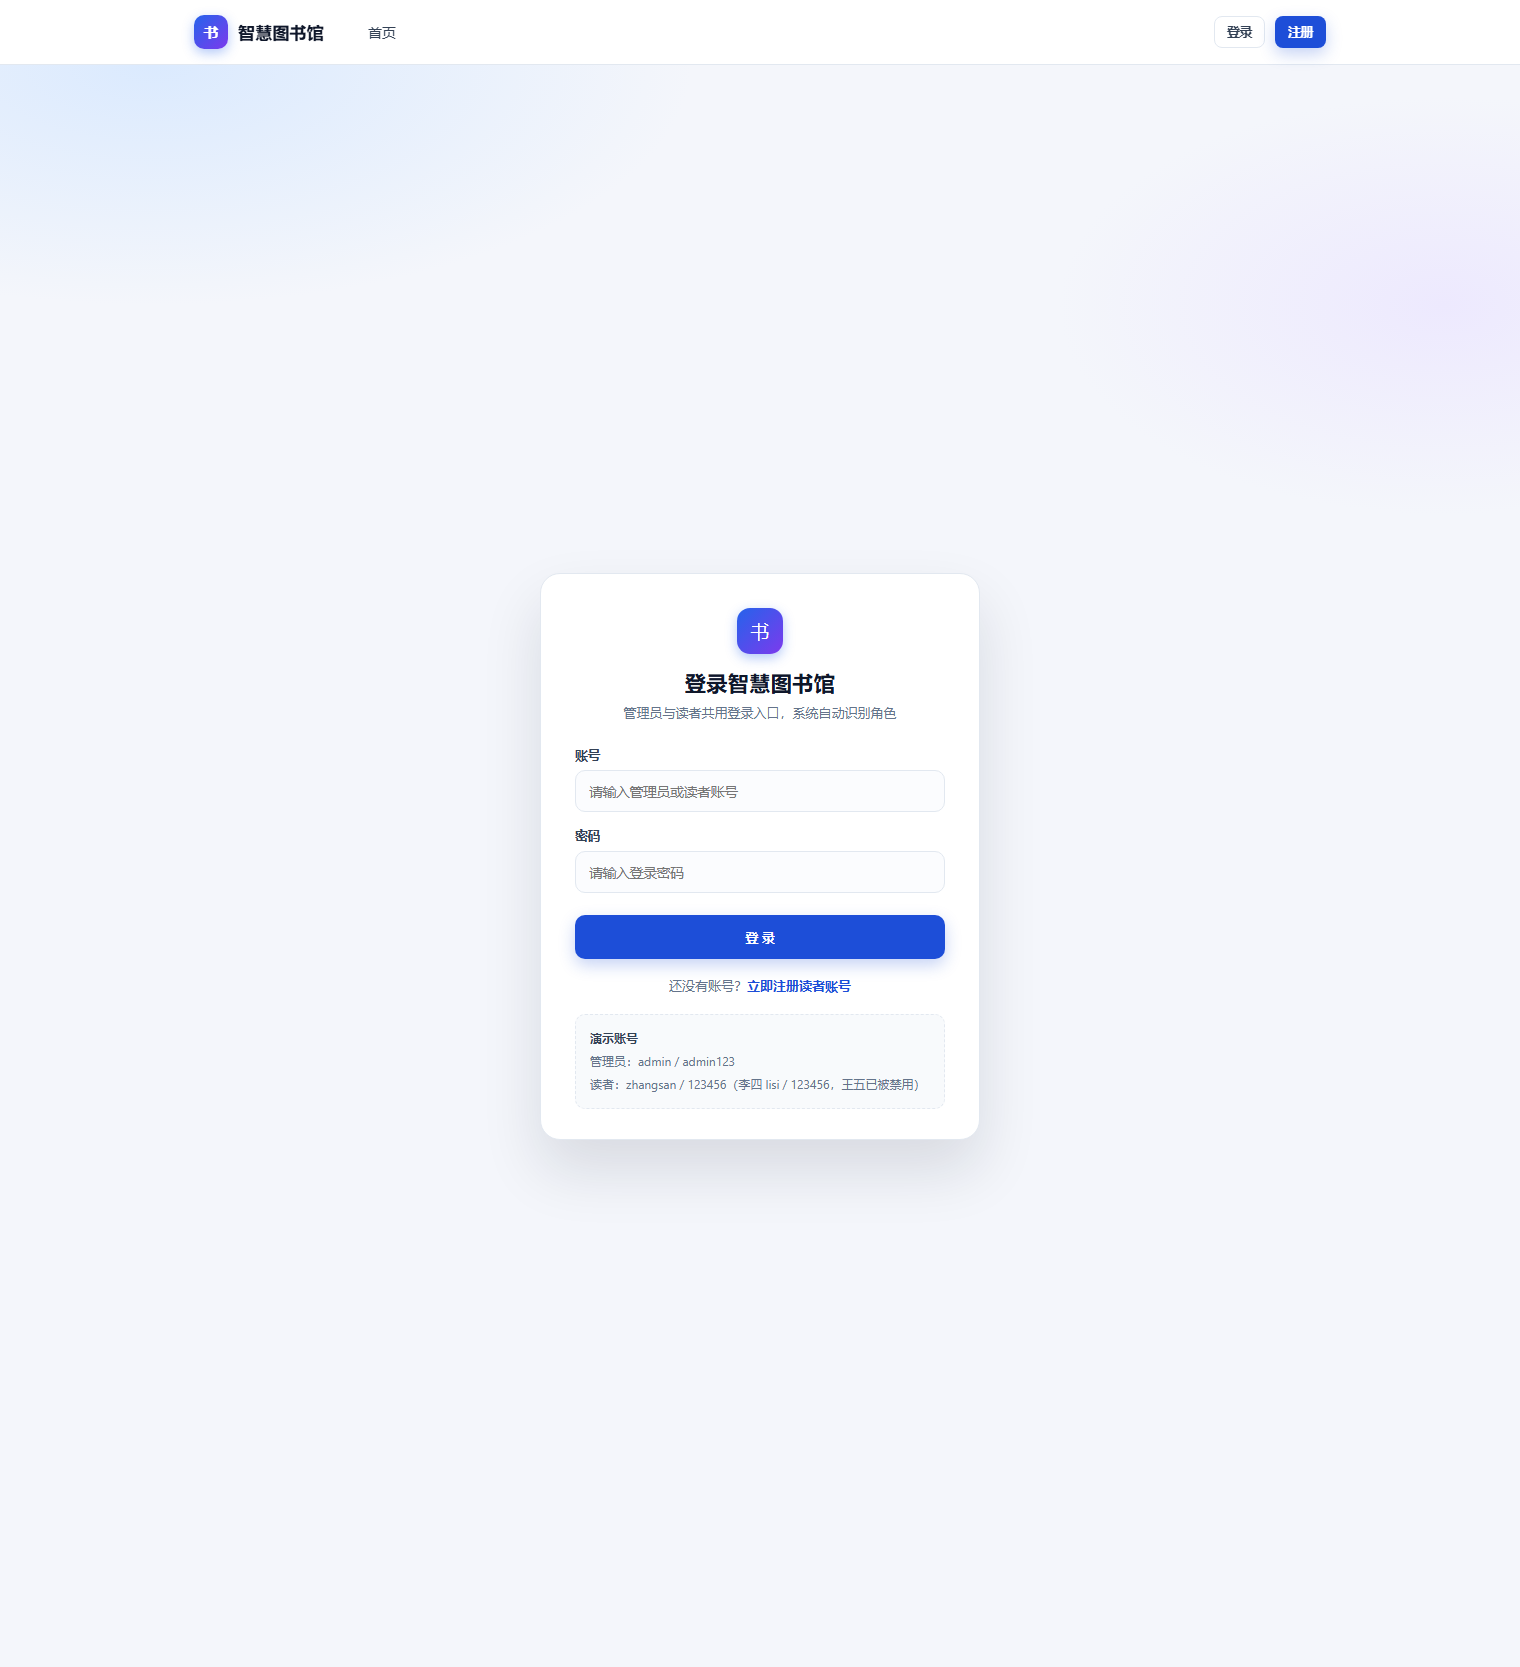 书 智慧图书馆 首页 登录 注册
书
登录智慧图书馆
管理员与读者共用登录入口，系统自动识别角色
账号
请输入管理员或读者账号
密码
请输入登录密码
登 录
还没有账号？立即注册读者账号
演示账号
管理员：admin / admin123
读者：zhangsan / 123456（李四 lisi / 123456，王五已被禁用）